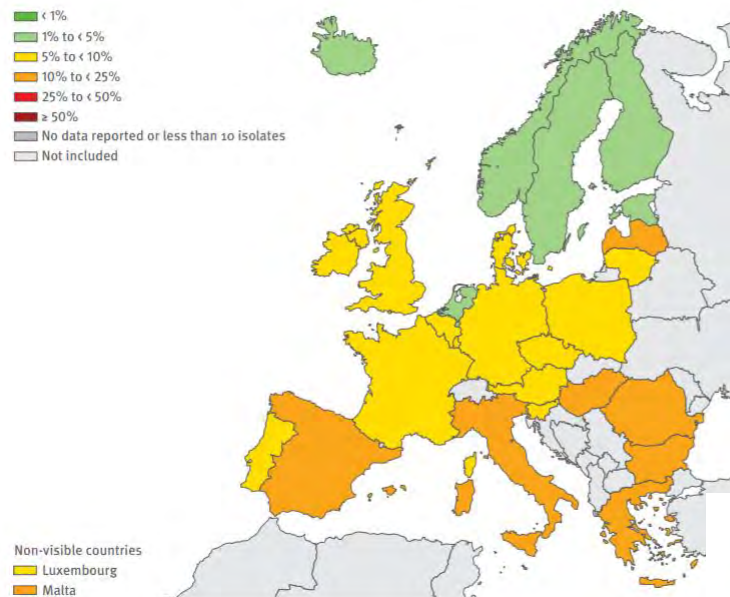 < 1%
1% to < 5%
5% to < 10%
10% to < 25%
25% to < 50%
≥ 50%
No data reported or less than 10 isolates
Not included
Non-visible countries
Luxembourg
Malta